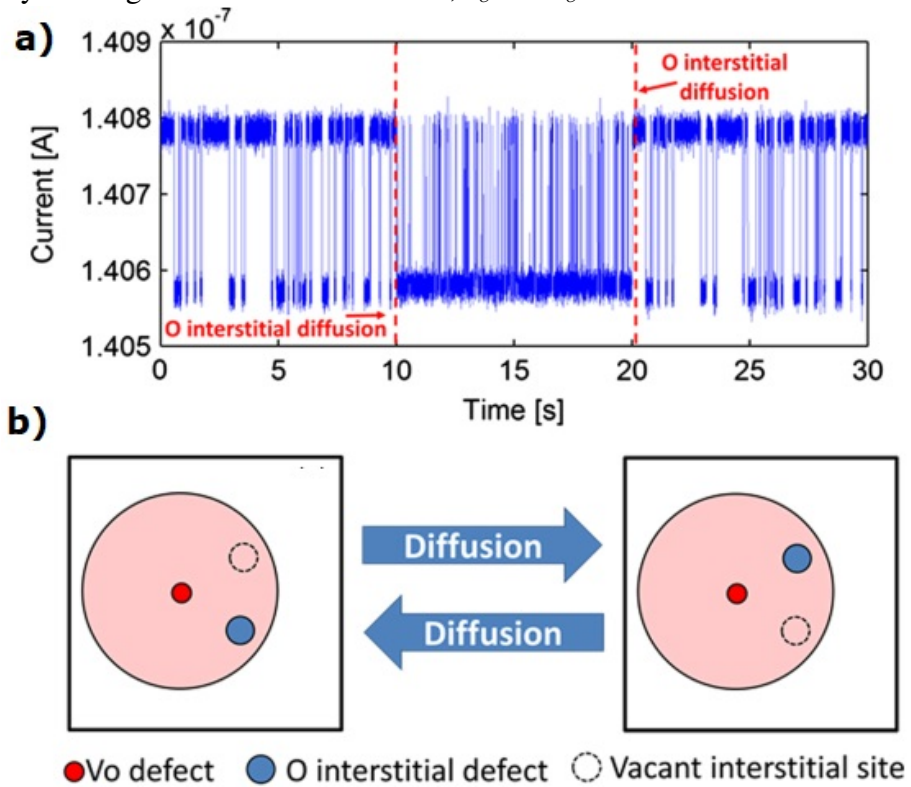 a)
1.409 x 10-7
O interstitial
diffusion
1.408
1.407
1.406
1.405
Current [A]
O interstitial diffusion
0 5 10 15 20 25 30
Time [s]
b)
Diffusion
Diffusion
Vo defect O interstitial defect Vacant interstitial site